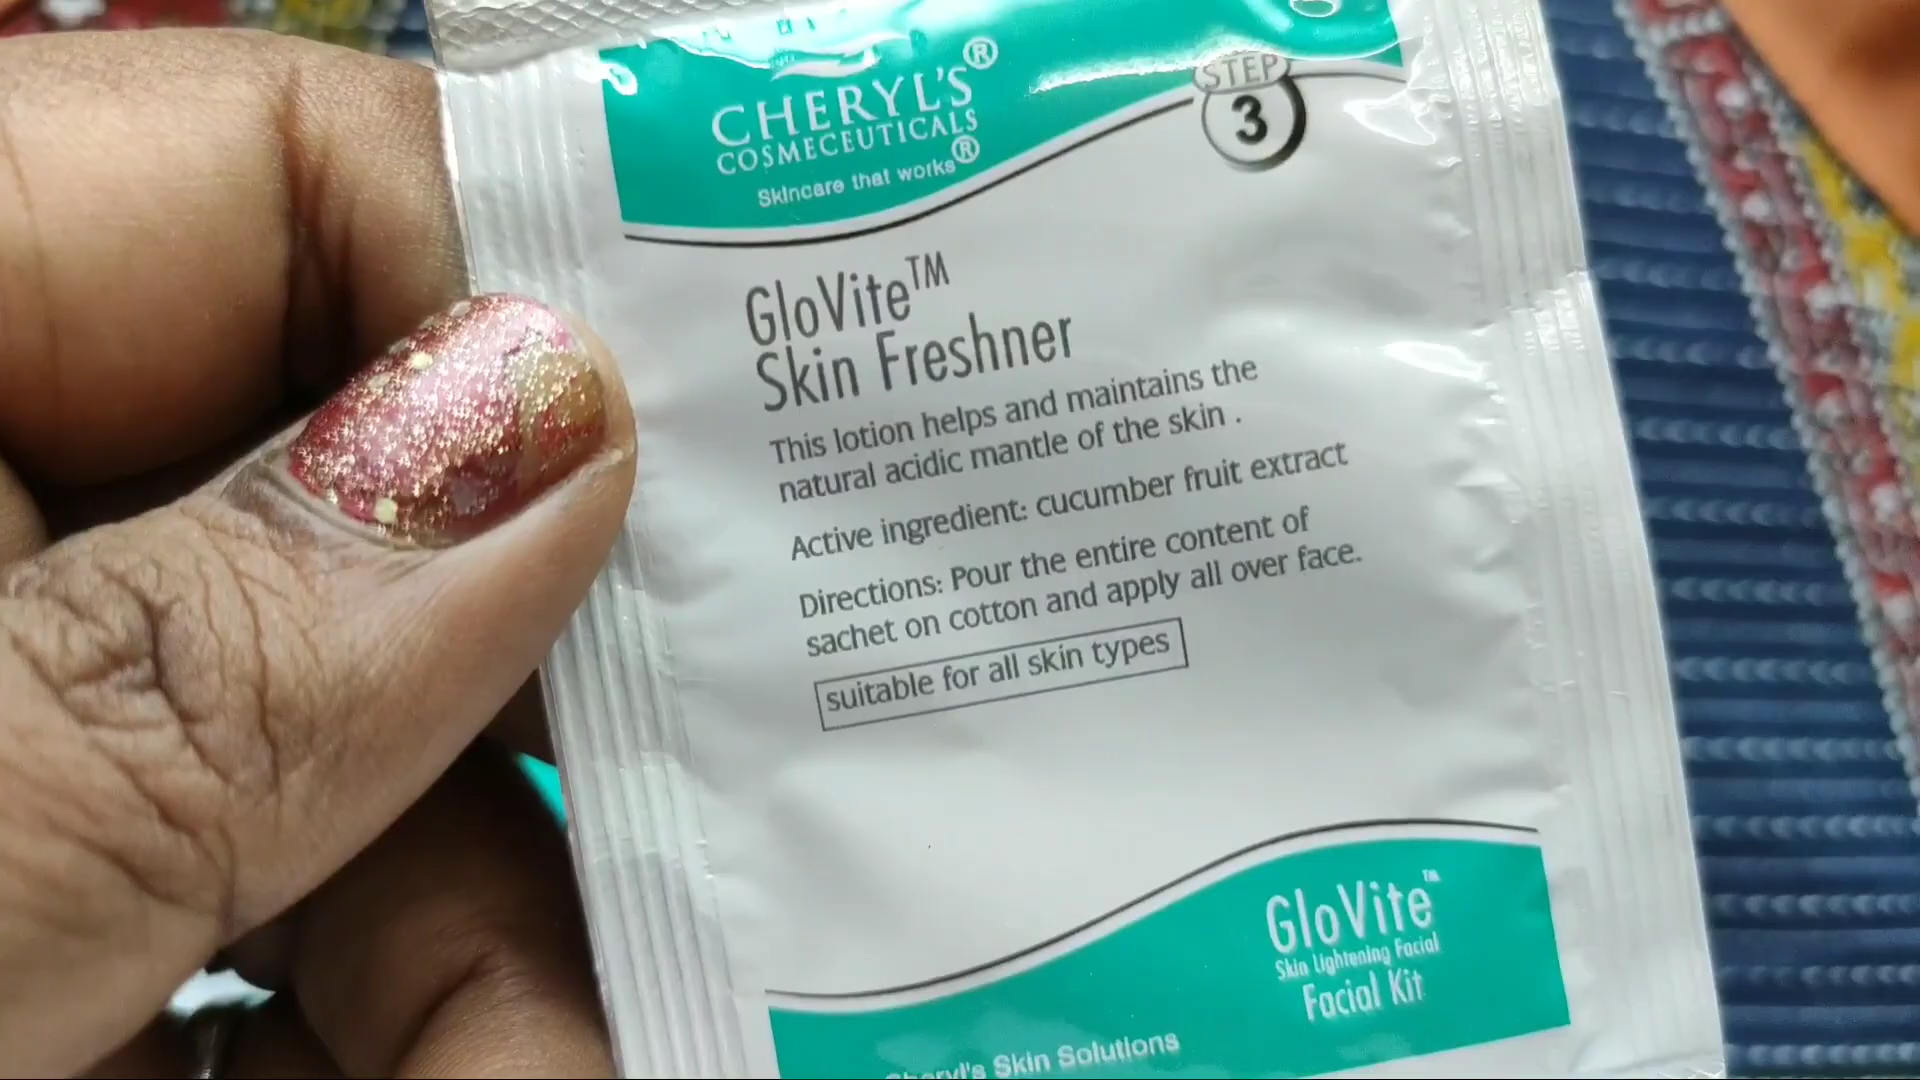 CHERYL'S®
COSMECEUTICALS
Skincare that works®
STEP
3
GloVite™
Skin Freshner
This lotion helps and maintains the
natural acidic mantle of the skin .
Active ingredient: cucumber fruit extract
Directions: Pour the entire content of
sachet on cotton and apply all over face.
suitable for all skin types
GloVite™
Skin Lightening Facial
Facial Kit
Cheryl's Skin Solutions